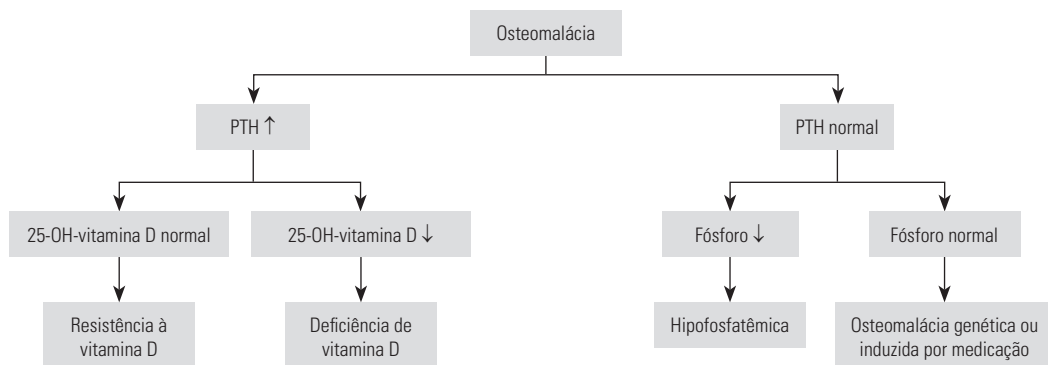 Osteomalácia
PTH ↑
PTH normal
25-OH-vitamina D normal
25-OH-vitamina D ↓
Fósforo ↓
Fósforo normal
Resistência à
vitamina D
Deficiência de
vitamina D
Hipofosfatêmica
Osteomalácia genética ou
induzida por medicação